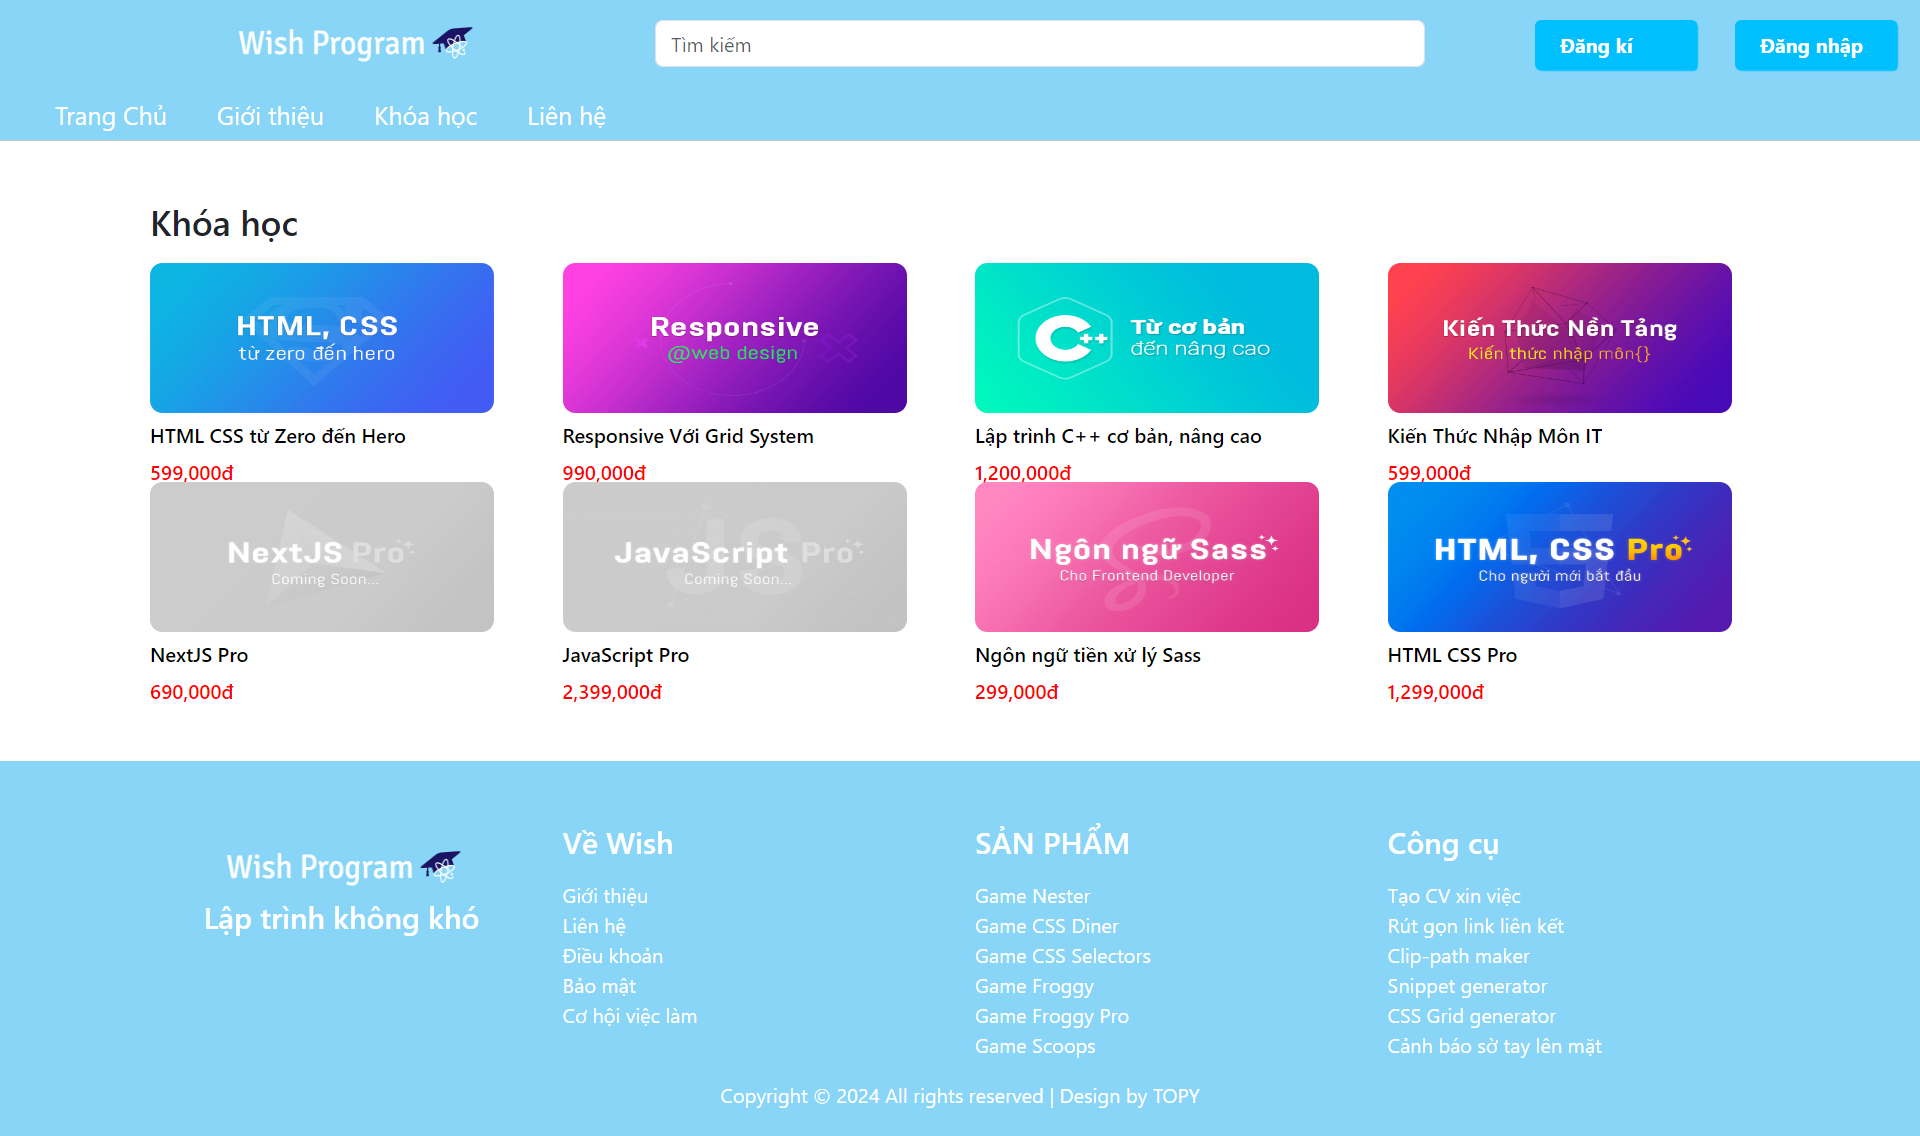 Wish Program
Tìm kiếm
Đăng kí
Đăng nhập
Trang Chủ
Giới thiệu
Khóa học
Liên hệ
Khóa học
HTML, CSS
từ zero đến hero
Responsive
@web design
C++
Từ cơ bản
đến nâng cao
Kiến Thức Nền Tảng
Kiến thức nhập môn{}
HTML CSS từ Zero đến Hero
Responsive Với Grid System
Lập trình C++ cơ bản, nâng cao
Kiến Thức Nhập Môn IT
599,000đ
990,000đ
1,200,000đ
599,000đ
NextJS Pro
Coming Soon...
JS
JavaScript Pro
Coming Soon...
Ngôn ngữ Sass
Cho Frontend Developer
HTML, CSS Pro
Cho người mới bắt đầu
NextJS Pro
JavaScript Pro
Ngôn ngữ tiền xử lý Sass
HTML CSS Pro
690,000đ
2,399,000đ
299,000đ
1,299,000đ
Wish Program
Lập trình không khó
Về Wish
Giới thiệu
Liên hệ
Điều khoản
Bảo mật
Cơ hội việc làm
SẢN PHẨM
Game Nester
Game CSS Diner
Game CSS Selectors
Game Froggy
Game Froggy Pro
Game Scoops
Công cụ
Tạo CV xin việc
Rút gọn link liên kết
Clip-path maker
Snippet generator
CSS Grid generator
Cảnh báo sờ tay lên mặt
Copyright © 2024 All rights reserved | Design by TOPY